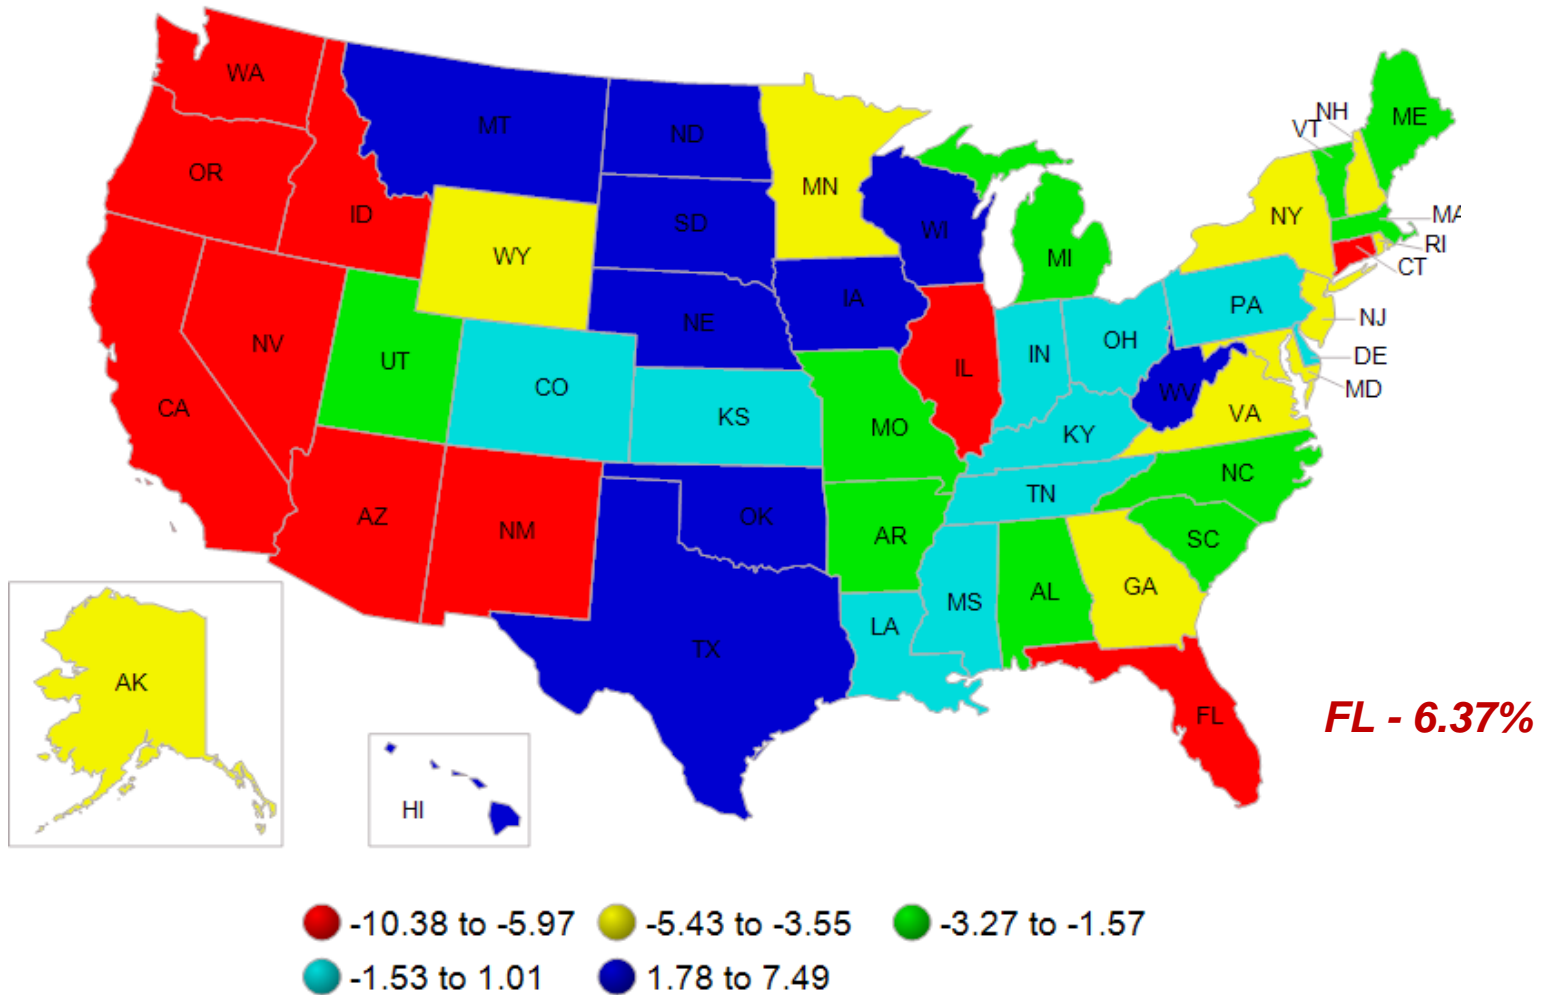 WA
MT
ND
MN
OR
ID
SD
WI
WY
MI
NH
VT
ME
NY
MA
RI
CT
NV
UT
CO
NE
IA
IL
IN
OH
PA
NJ
DE
MD
CA
KS
MO
KY
WV
VA
AZ
NM
OK
AR
TN
NC
SC
TX
LA
MS
AL
GA
AK
FL
FL - 6.37%
HI
-10.38 to -5.97
-5.43 to -3.55
-3.27 to -1.57
-1.53 to 1.01
1.78 to 7.49